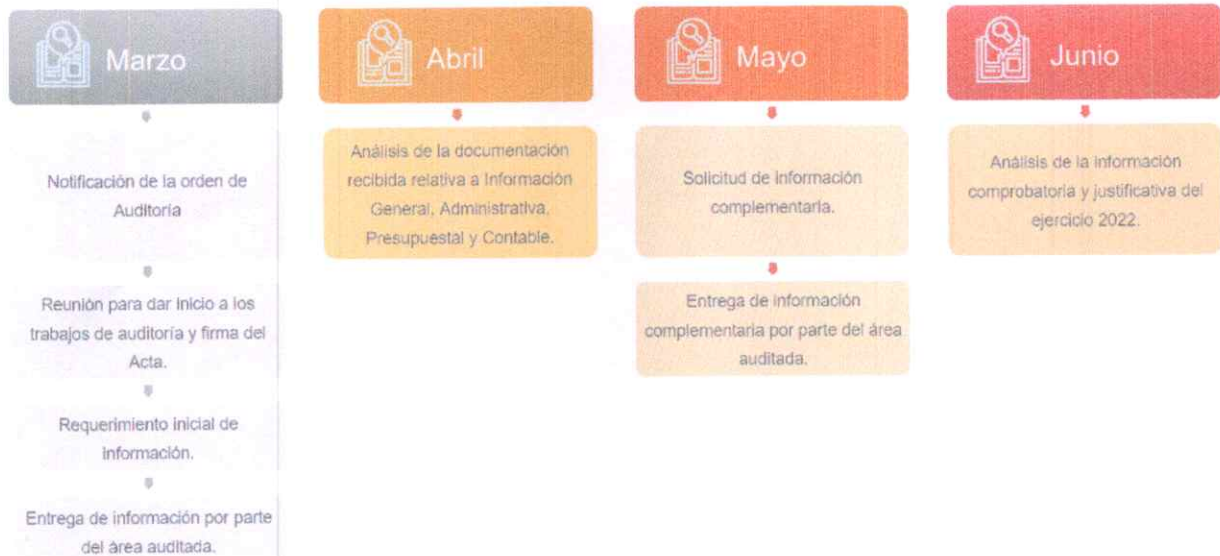 Marzo
Notificación de la orden de
Auditoría
Reunión para dar inicio a los
trabajos de auditoría y firma del
Acta.
Requerimiento inicial de
información.
Entrega de información por parte
del área auditada.
Abril
Análisis de la documentación
recibida relativa a Información
General, Administrativa,
Presupuestal y Contable.
Mayo
Solicitud de información
complementaria.
Entrega de información
complementaria por parte del área
auditada.
Junio
Análisis de la información
comprobatoria y justificativa del
ejercicio 2022.